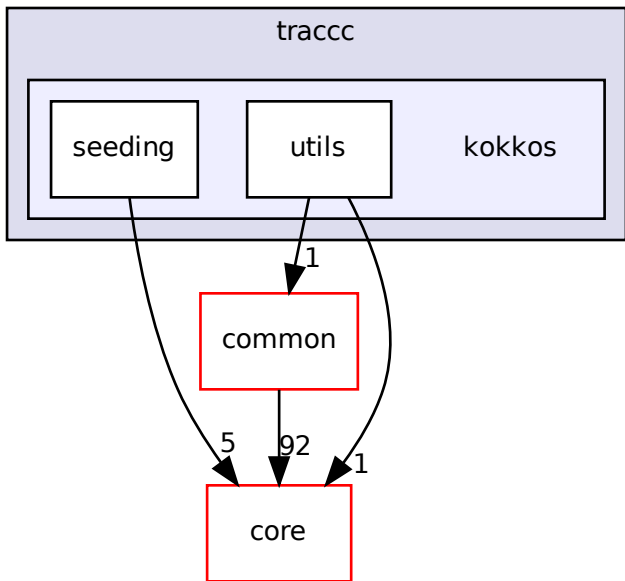 traccc
seeding
utils
kokkos
1
common
5
92
1
core